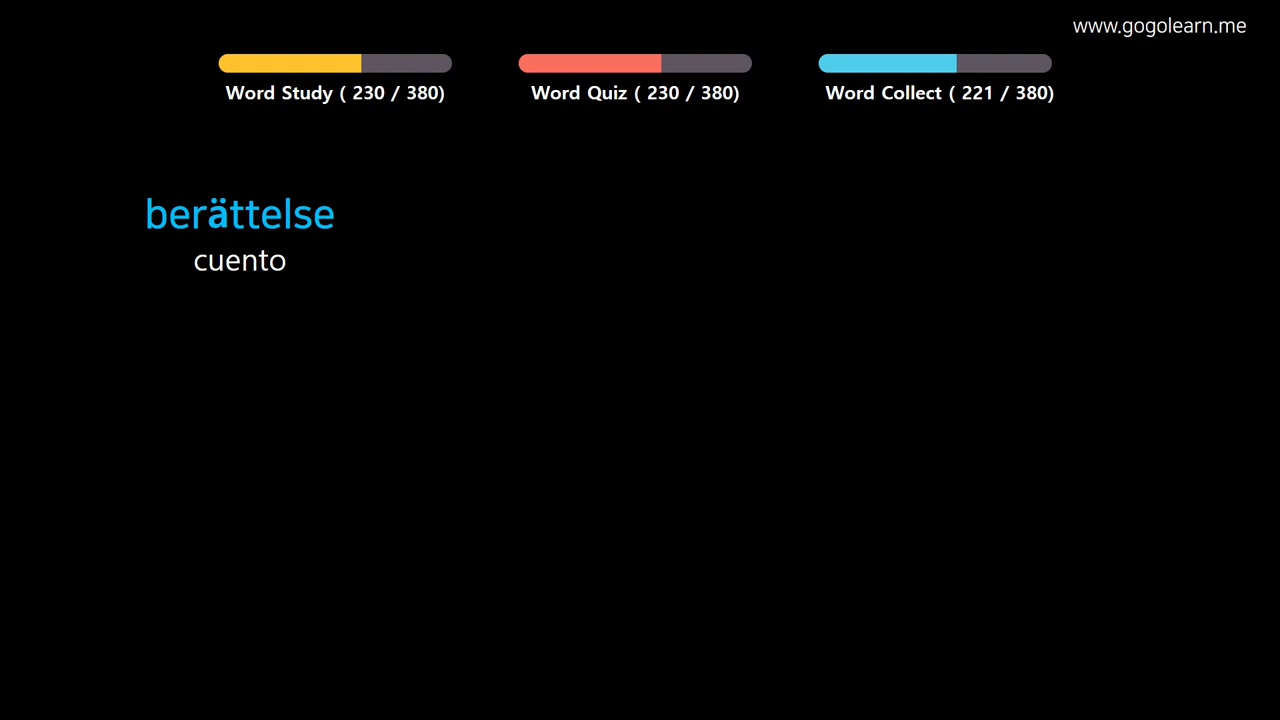 www.gogolearn.me
Word Study ( 230 / 380)
Word Quiz ( 230 / 380)
Word Collect ( 221 / 380)
berättelse
cuento